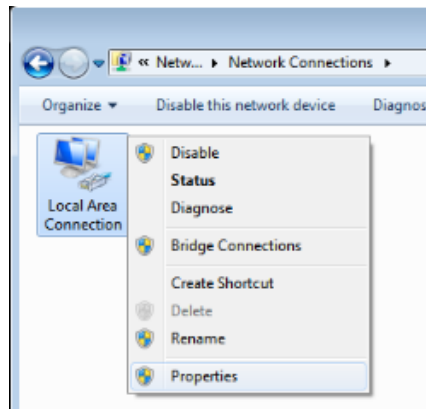 « Netw... ▸ Network Connections ▸
Organize ▾ Disable this network device Diagnos
Local Area
Connection
Disable
Status
Diagnose
Bridge Connections
Create Shortcut
Delete
Rename
Properties